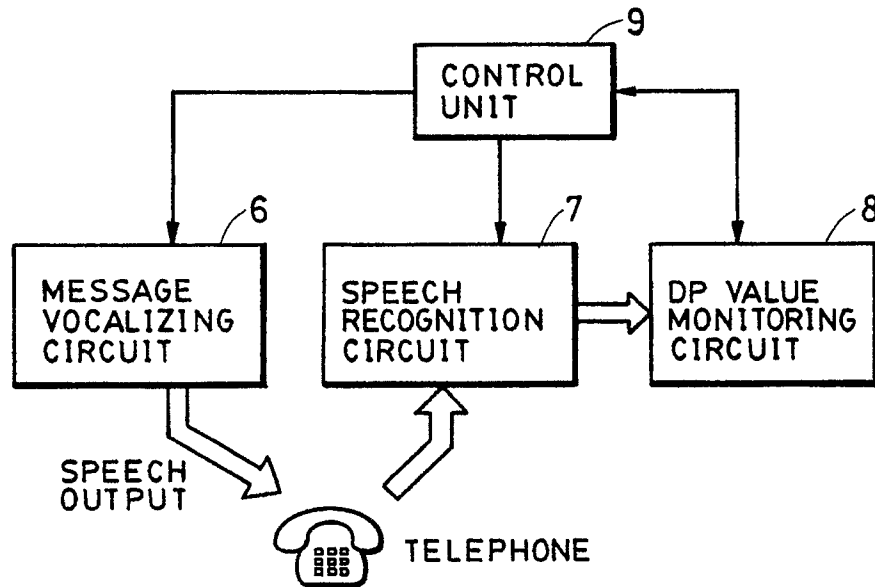 9
CONTROL
UNIT
6
MESSAGE
VOCALIZING
CIRCUIT
7
SPEECH
RECOGNITION
CIRCUIT
8
DP VALUE
MONITORING
CIRCUIT
SPEECH
OUTPUT
TELEPHONE